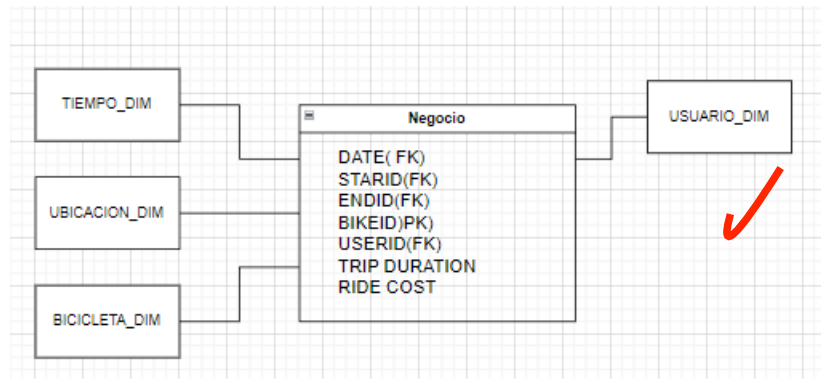 TIEMPO_DIM
UBICACION_DIM
BICICLETA_DIM
Negocio
DATE( FK)
STARID(FK)
ENDID(FK)
BIKEID)PK)
USERID(FK)
TRIP DURATION
RIDE COST
USUARIO_DIM